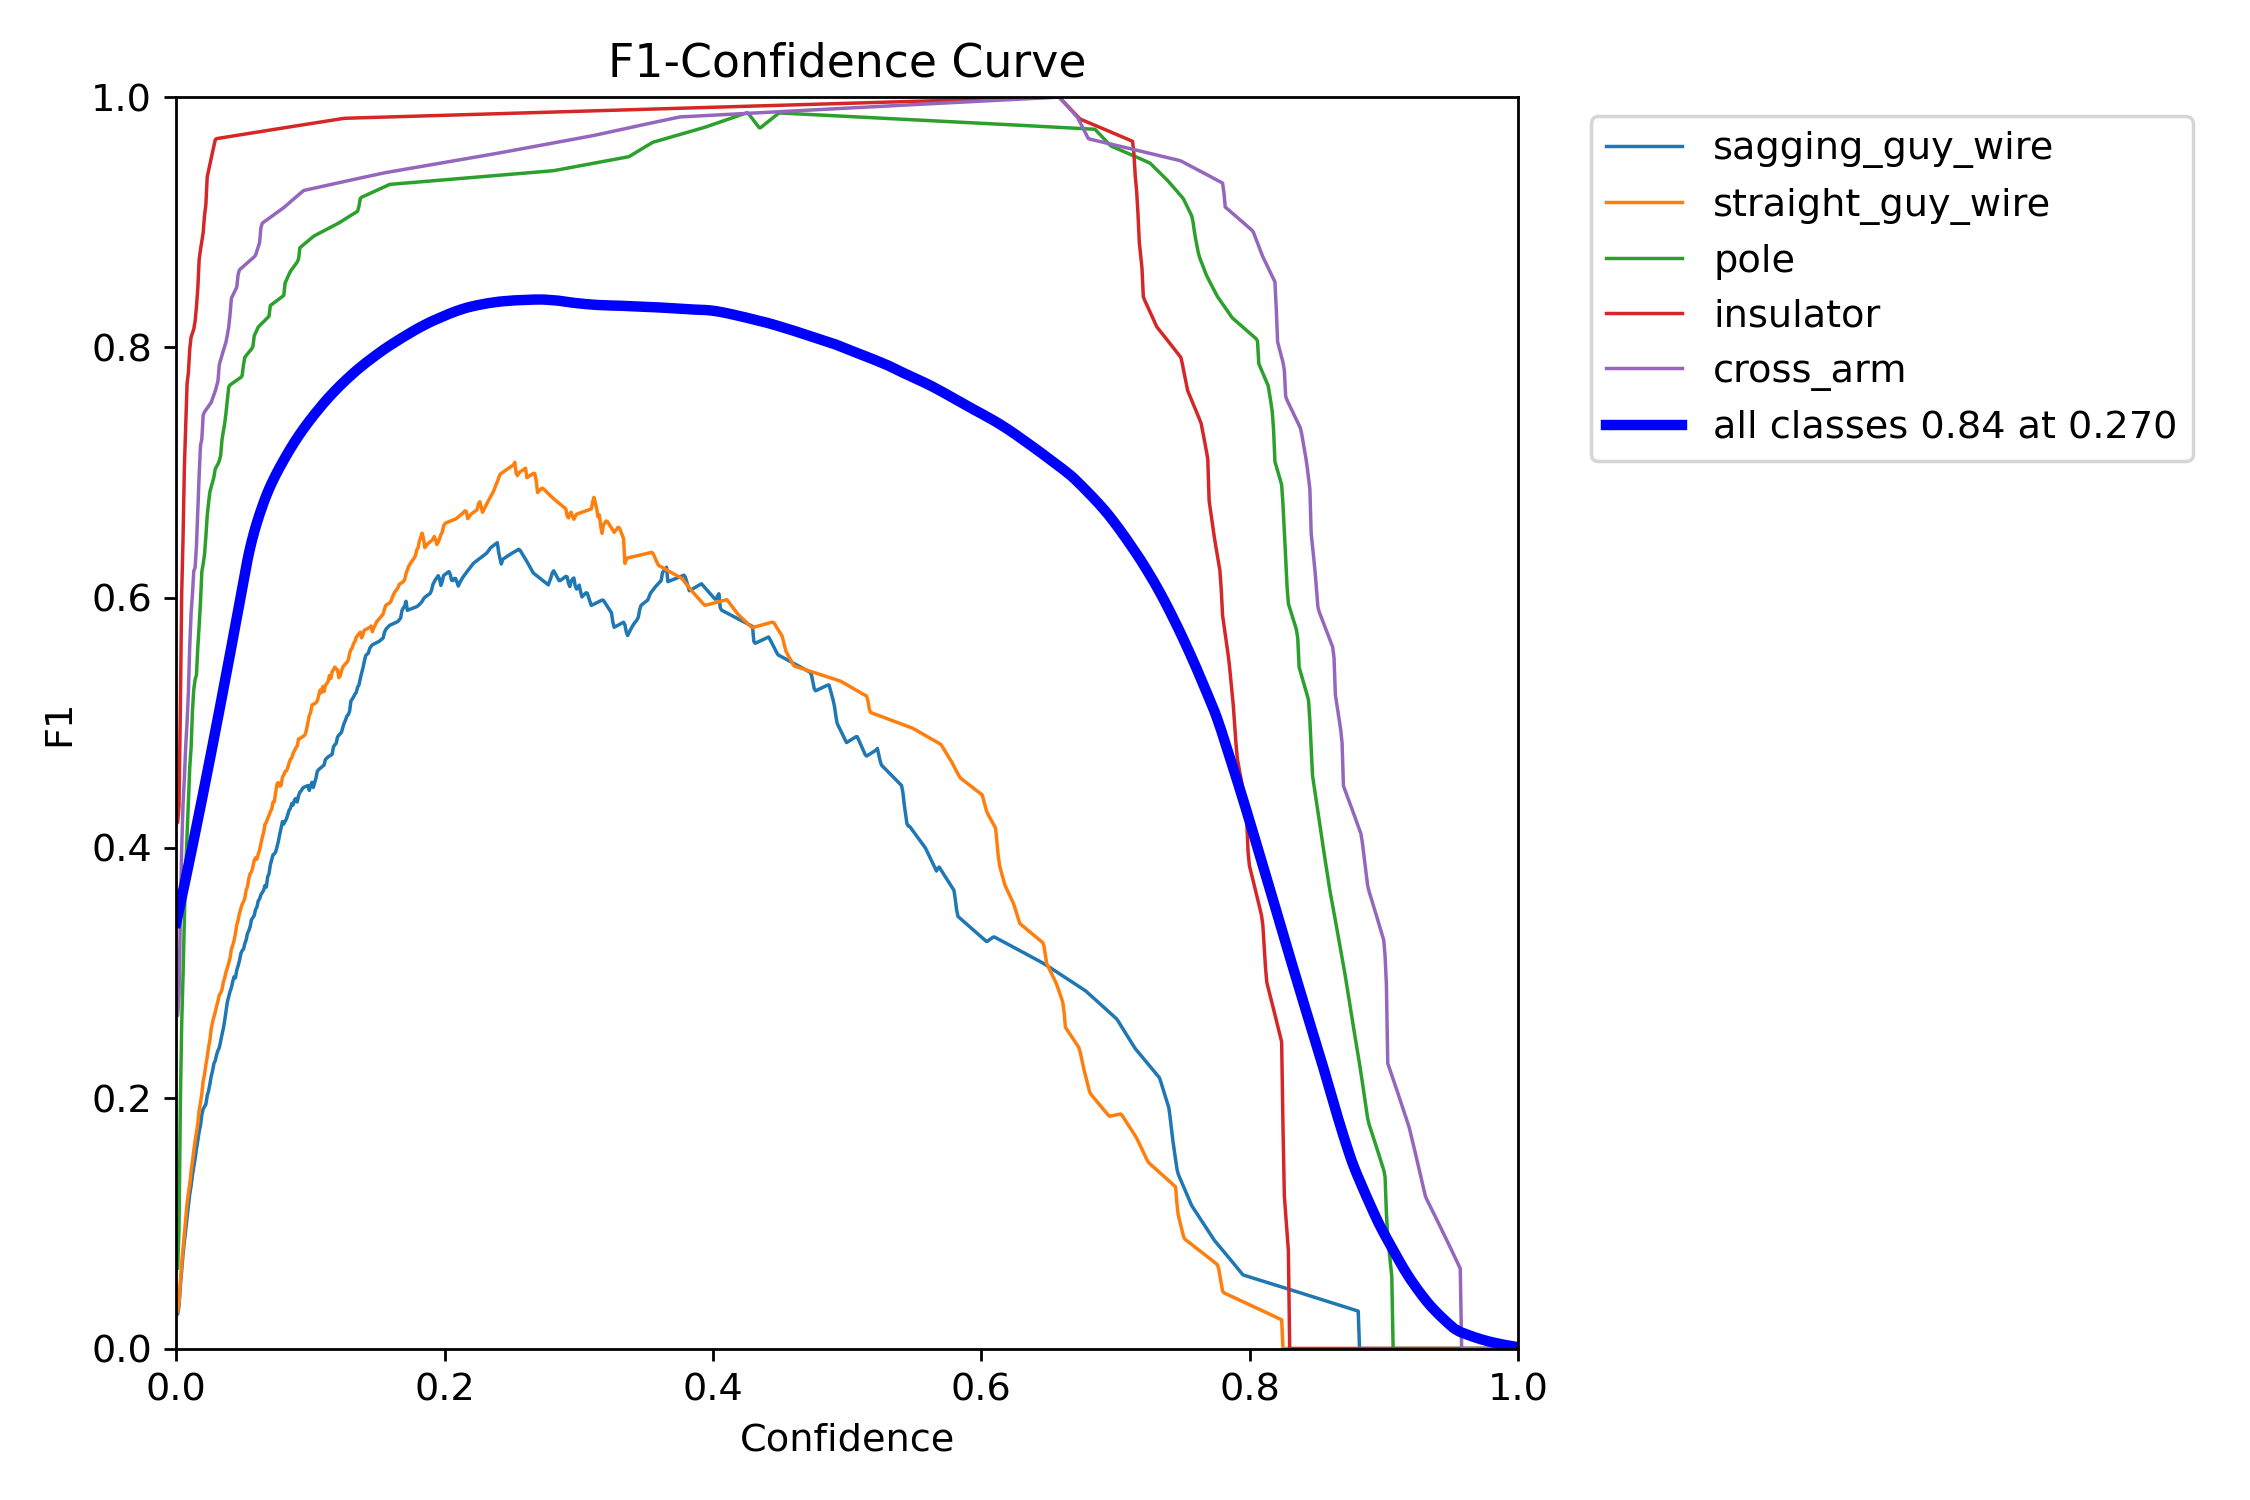 F1-Confidence Curve
1.0
0.8
0.6
0.4
0.2
0.0
F1
0.0 0.2 0.4 0.6 0.8 1.0
Confidence
sagging_guy_wire
straight_guy_wire
pole
insulator
cross_arm
all classes 0.84 at 0.270